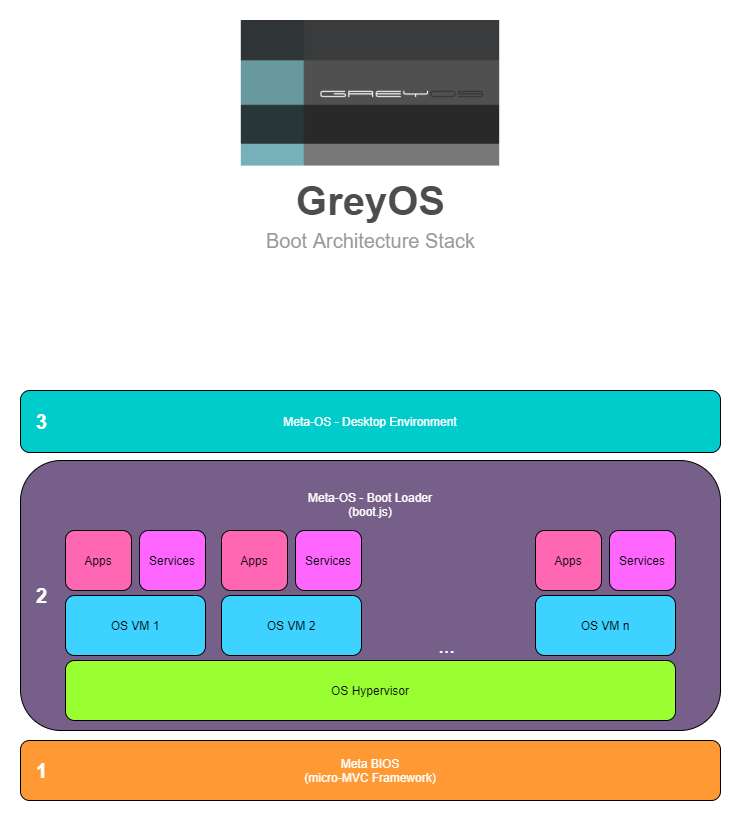 GREYOS
GreyOS
Boot Architecture Stack
3
Meta-OS - Desktop Environment
Meta-OS - Boot Loader
(boot.js)
Apps
Services
Apps
Services
Apps
Services
2
OS VM 1
OS VM 2
...
OS VM n
OS Hypervisor
1
Meta BIOS
(micro-MVC Framework)